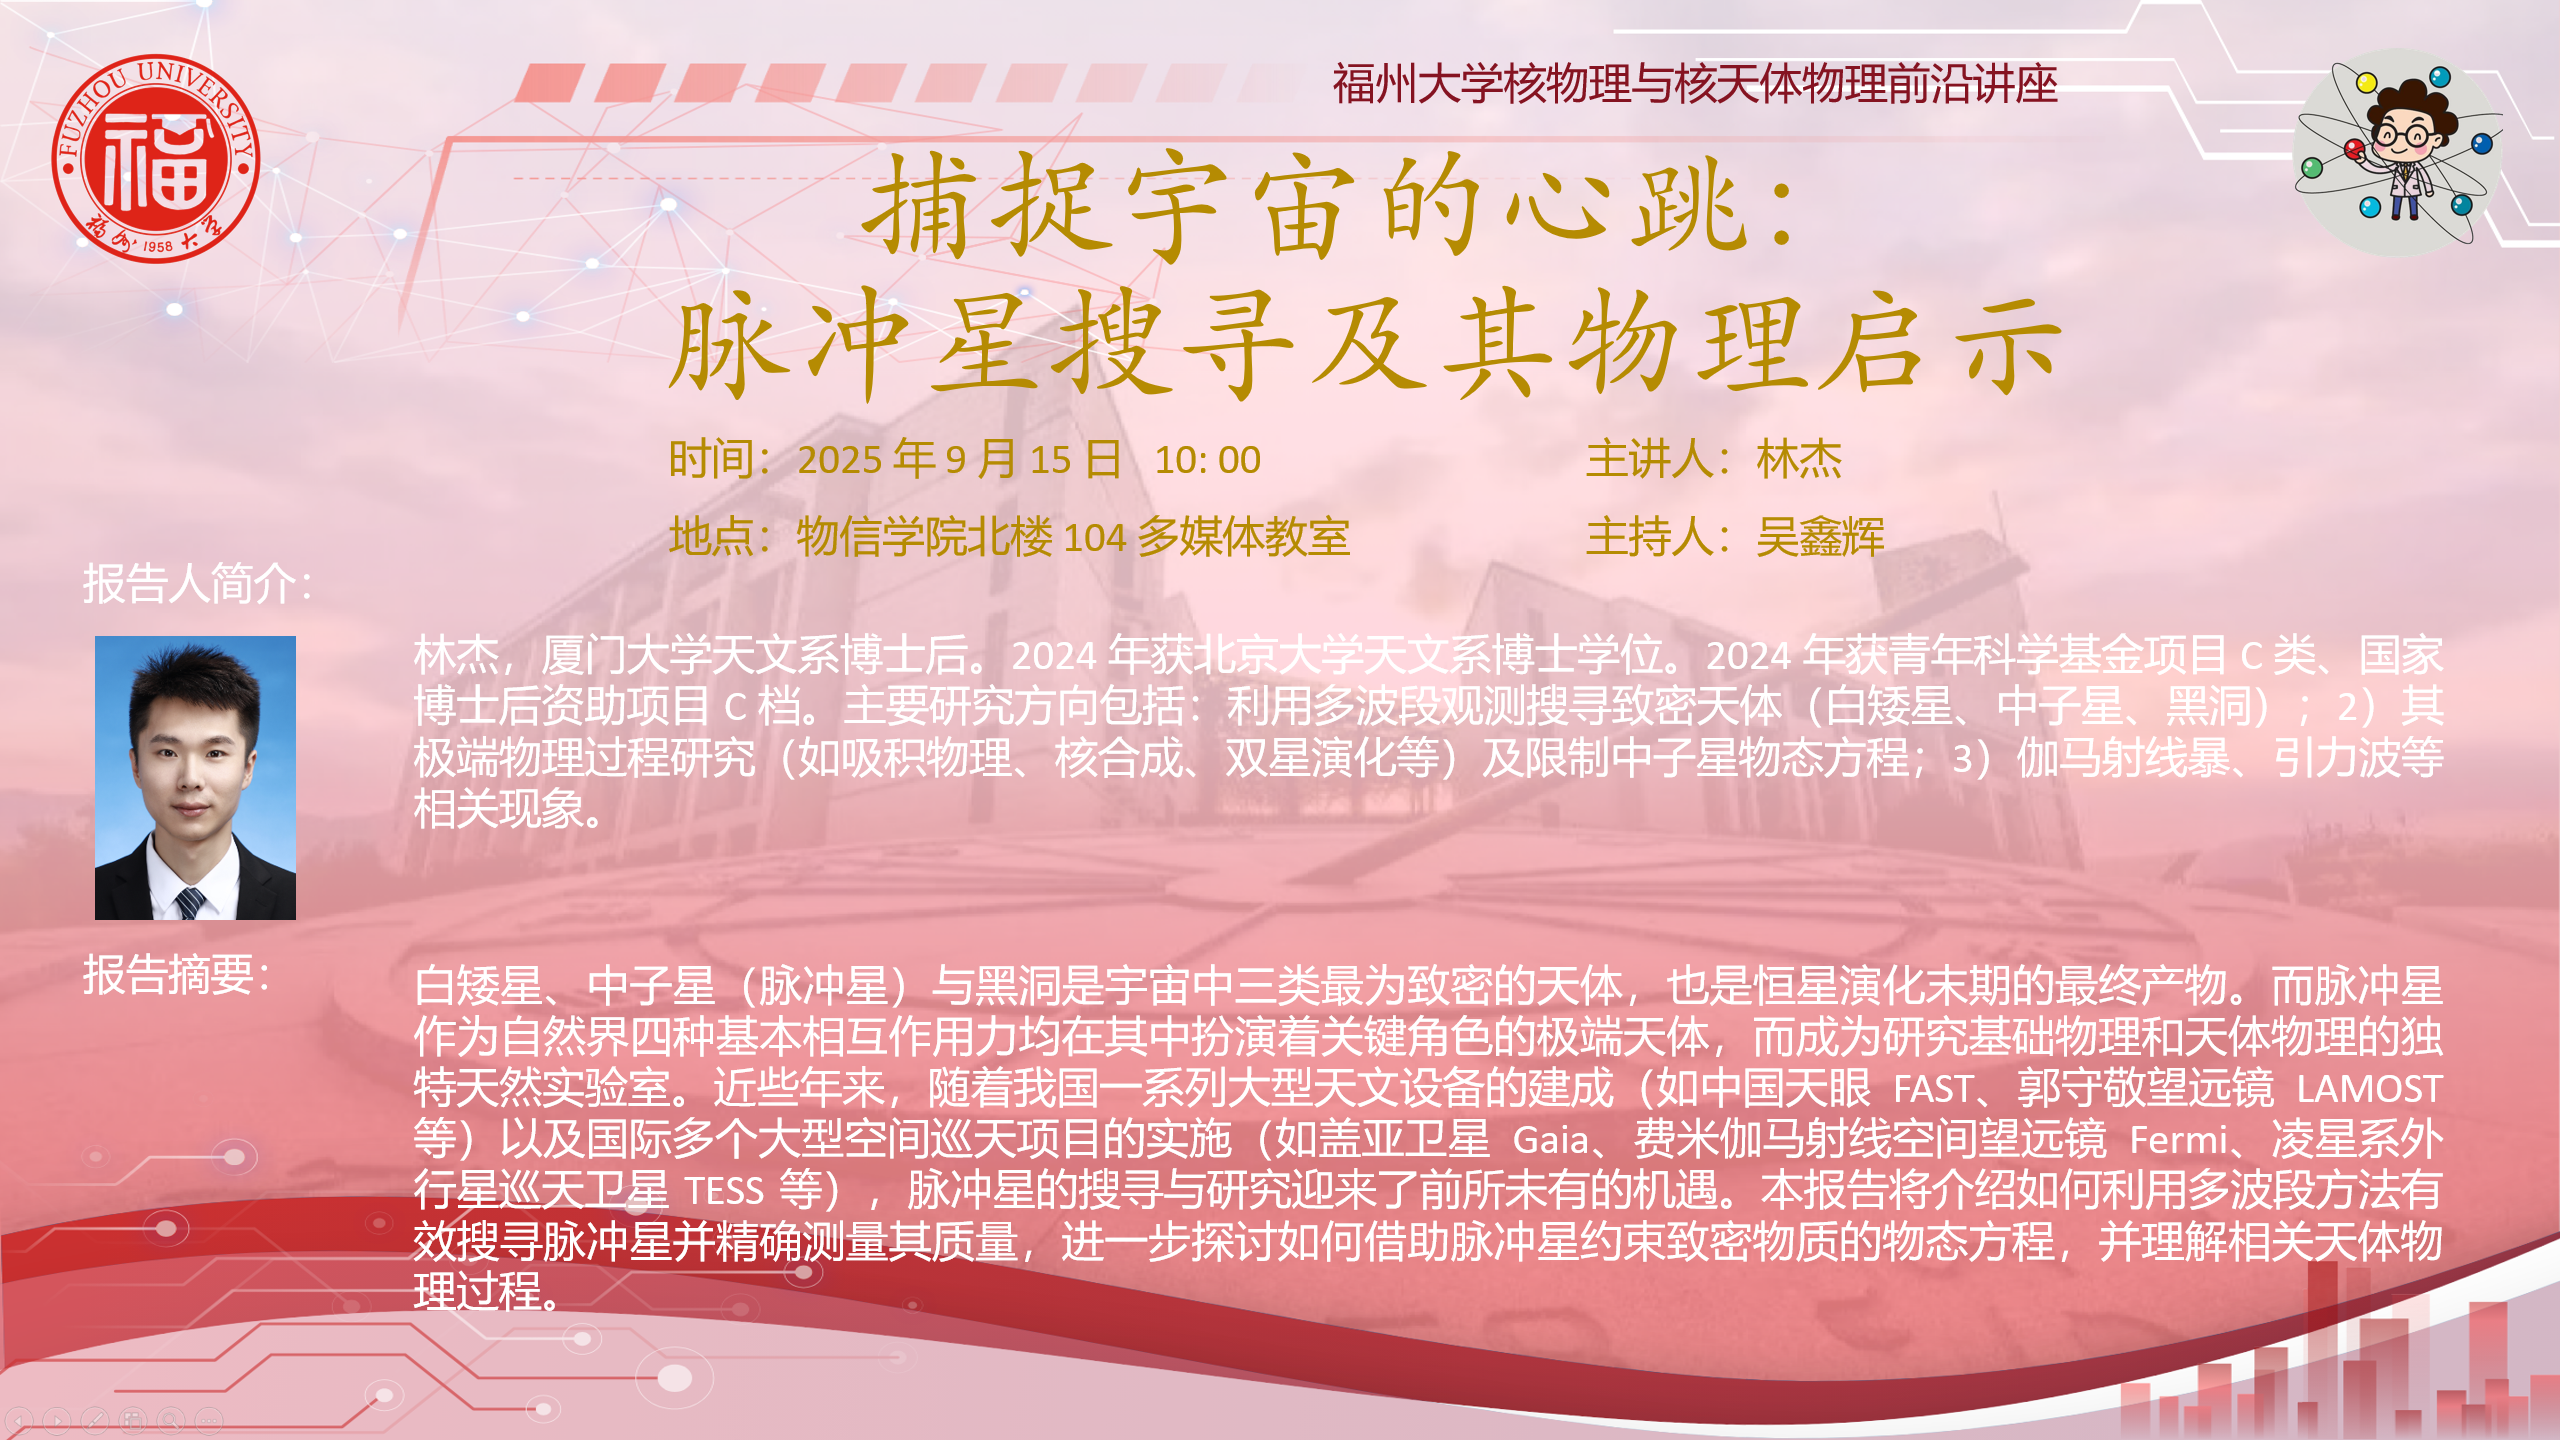 FUZHOU UNIVERSITY
福
福州大学
1958
福州大学核物理与核天体物理前沿讲座
捕捉宇宙的心跳：
脉冲星搜寻及其物理启示
时间：2025 年 9 月 15 日 10: 00
主讲人：林杰
地点：物信学院北楼 104 多媒体教室
主持人：吴鑫辉
报告人简介：
林杰，厦门大学天文系博士后。2024 年获北京大学天文系博士学位。2024 年获青年科学基金项目 C 类、国家
博士后资助项目 C 档。主要研究方向包括：利用多波段观测搜寻致密天体（白矮星、中子星、黑洞）；2）其
极端物理过程研究（如吸积物理、核合成、双星演化等）及限制中子星物态方程；3）伽马射线暴、引力波等
相关现象。
报告摘要：
白矮星、中子星（脉冲星）与黑洞是宇宙中三类最为致密的天体，也是恒星演化末期的最终产物。而脉冲星
作为自然界四种基本相互作用力均在其中扮演着关键角色的极端天体，而成为研究基础物理和天体物理的独
特天然实验室。近些年来，随着我国一系列大型天文设备的建成（如中国天眼 FAST、郭守敬望远镜 LAMOST
等）以及国际多个大型空间巡天项目的实施（如盖亚卫星 Gaia、费米伽马射线空间望远镜 Fermi、凌星系外
行星巡天卫星 TESS 等），脉冲星的搜寻与研究迎来了前所未有的机遇。本报告将介绍如何利用多波段方法有
效搜寻脉冲星并精确测量其质量，进一步探讨如何借助脉冲星约束致密物质的物态方程，并理解相关天体物
理过程。